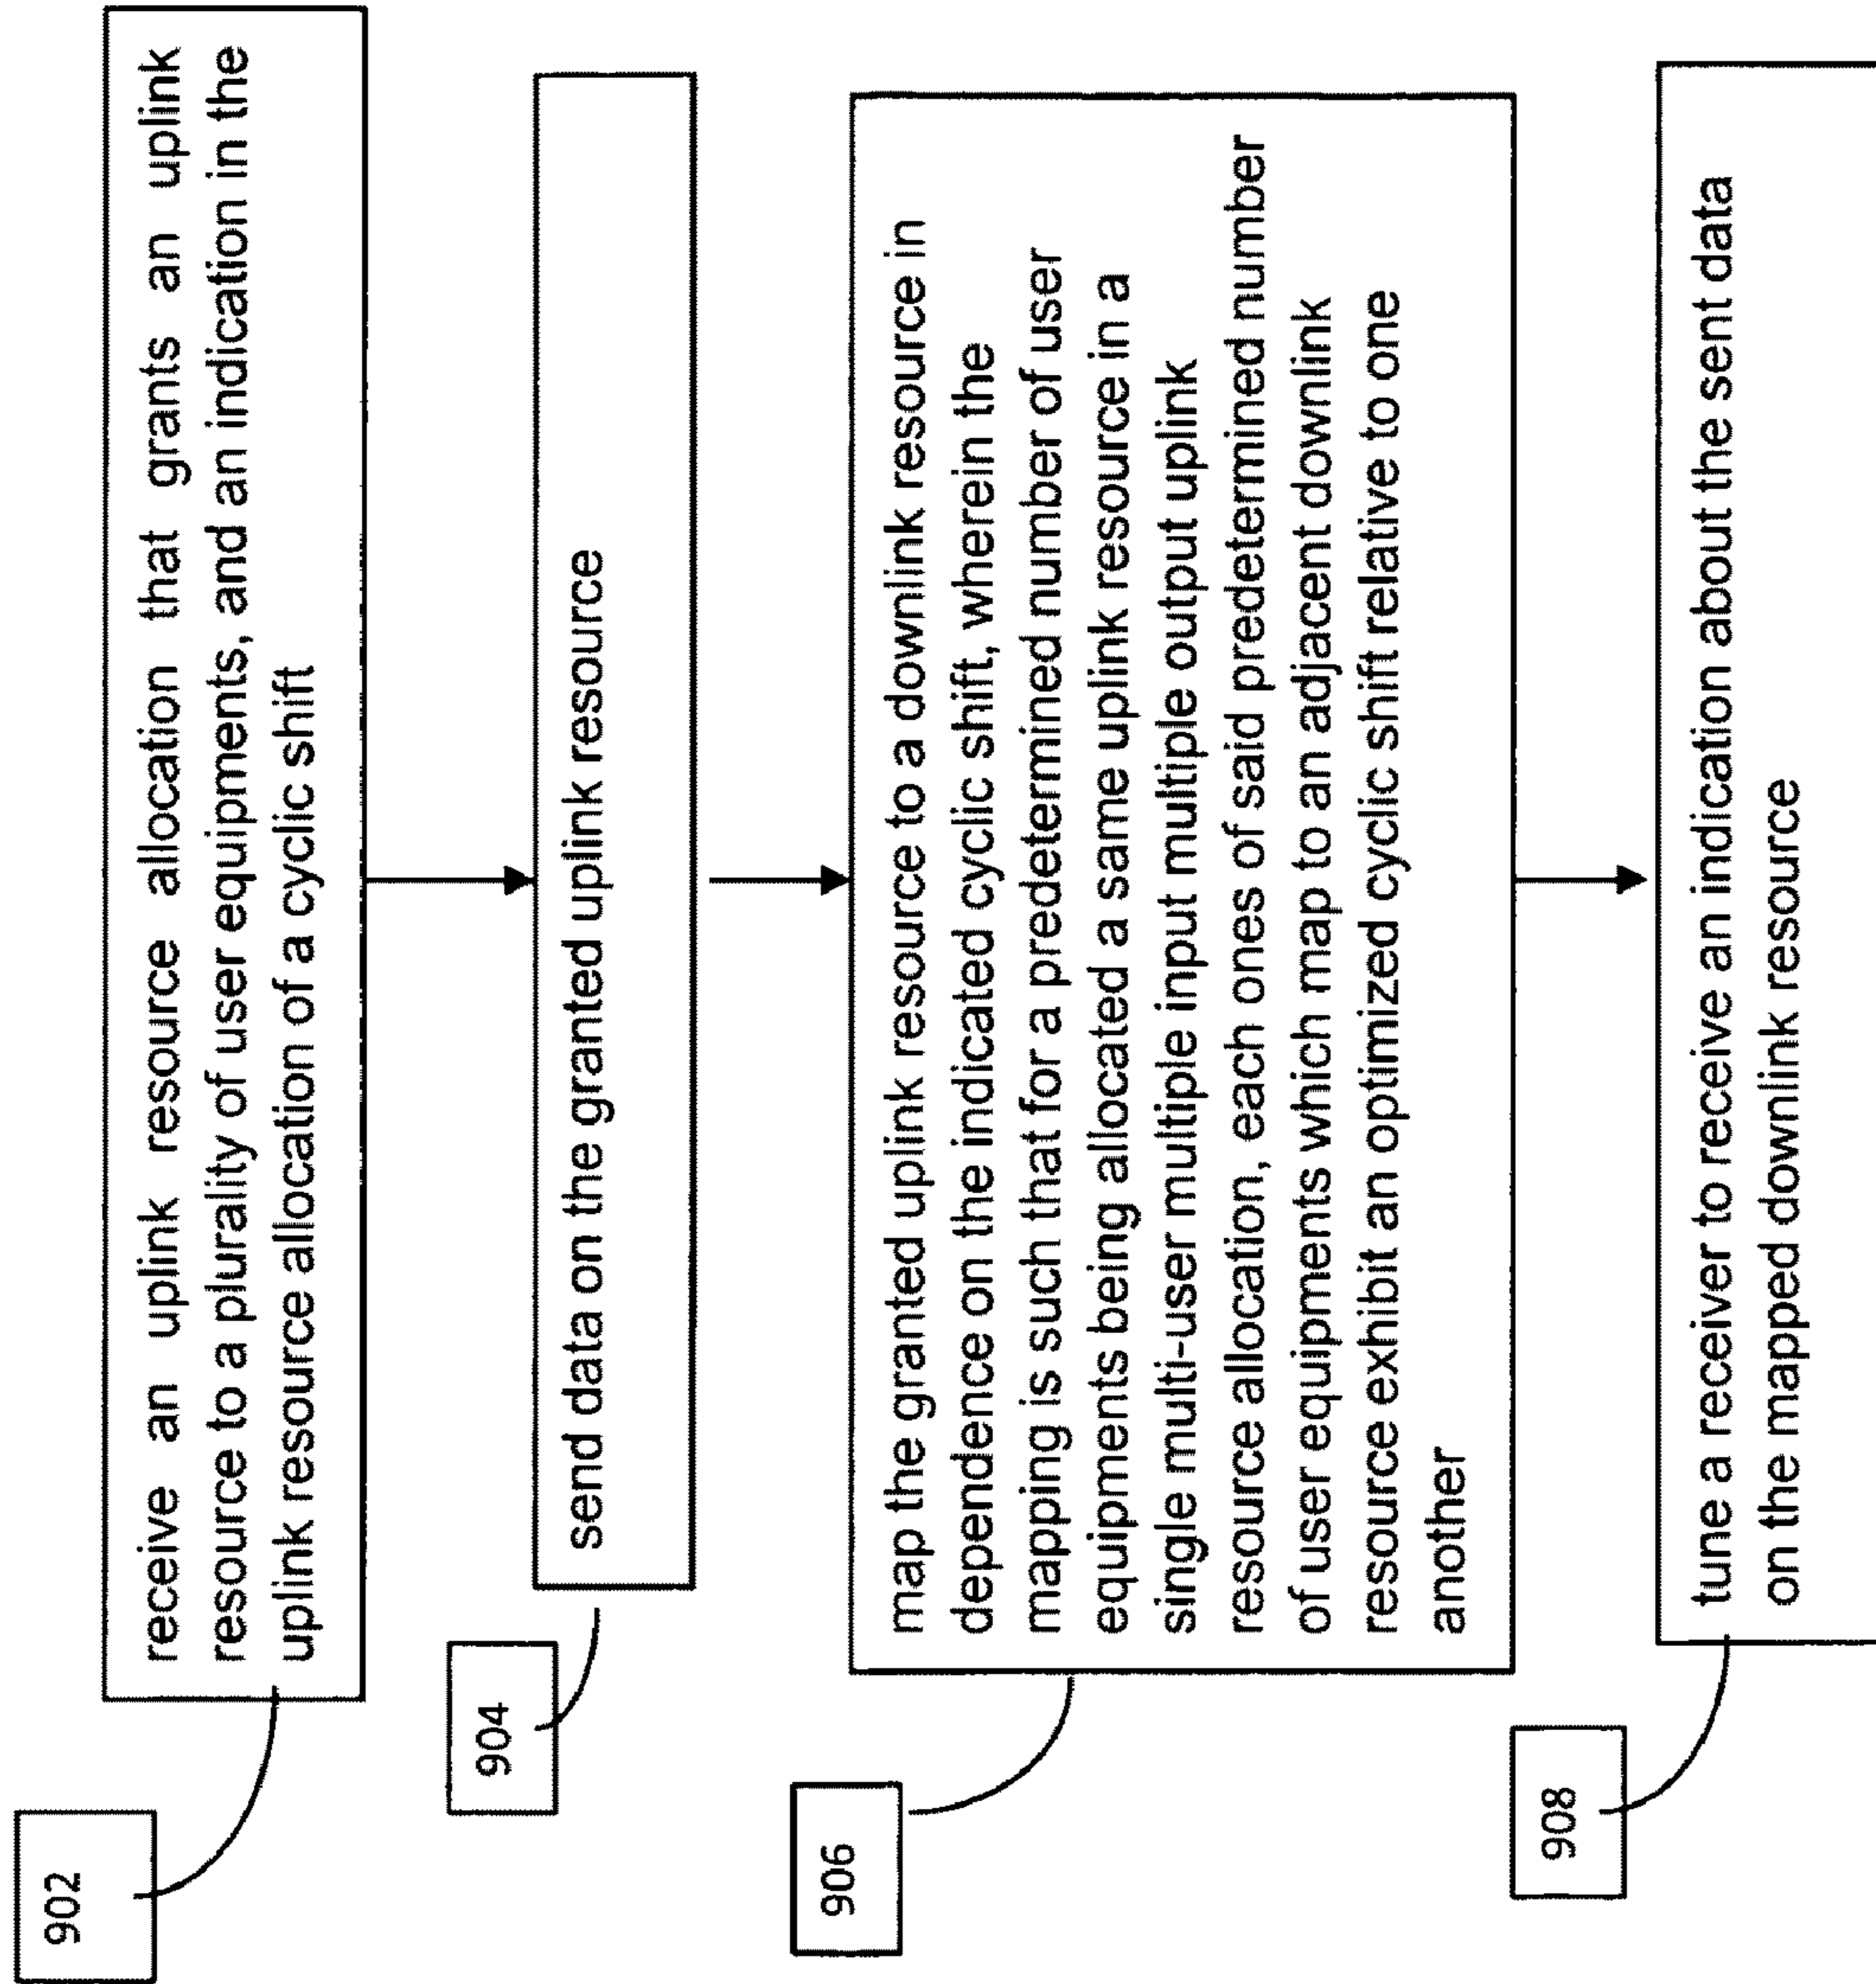 902
receive an uplink resource allocation that grants an uplink
resource to a plurality of user equipments, and an indication in the
uplink resource allocation of a cyclic shift
904
send data on the granted uplink resource
906
map the granted uplink resource to a downlink resource in
dependence on the indicated cyclic shift, wherein the
mapping is such that for a predetermined number of user
equipments being allocated a same uplink resource in a
single multi-user multiple input multiple output uplink
resource allocation, each ones of said predetermined number
of user equipments which map to an adjacent downlink
resource exhibit an optimized cyclic shift relative to one
another
908
tune a receiver to receive an indication about the sent data
on the mapped downlink resource